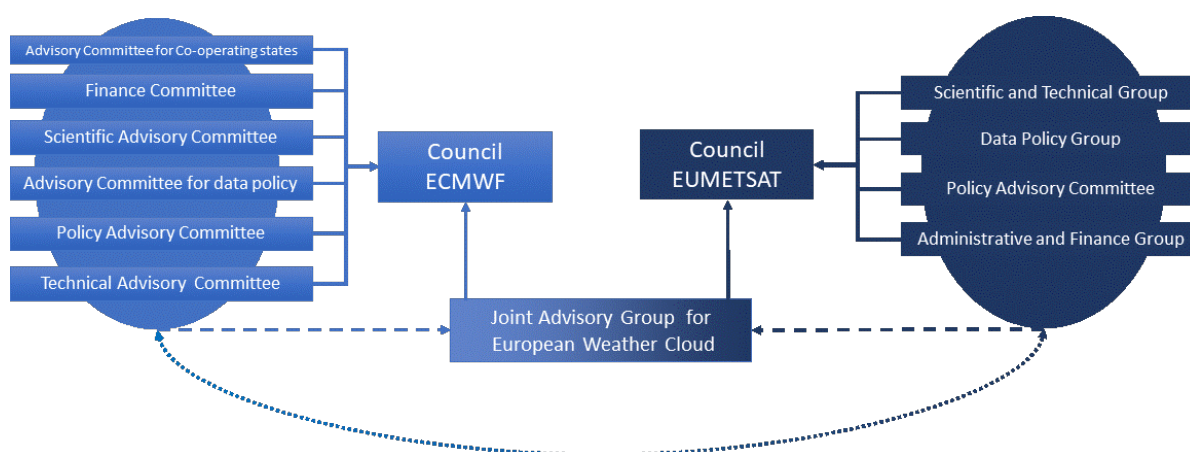 Advisory Committee for Co-operating states
Finance Committee
Scientific Advisory Committee
Advisory Committee for data policy
Policy Advisory Committee
Technical Advisory Committee
Council
ECMWF
Council
EUMETSAT
Scientific and Technical Group
Data Policy Group
Policy Advisory Committee
Administrative and Finance Group
Joint Advisory Group for
European Weather Cloud